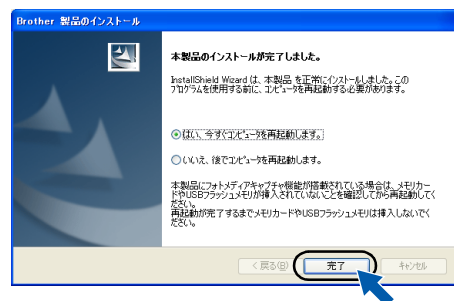 Brother 製品のインストール
本製品のインストールが完了しました。
InstallShield Wizard は、本製品 を正常にインストールしました。この
プログラムを使用する前に、コンピュータを再起動する必要があります。
はい、今すぐコンピュータを再起動します。
いいえ、後でコンピュータを再起動します。
本製品にフォトメディアキャプチャ機能が搭載されている場合は、メモリカー
ドやUSBフラッシュメモリが挿入されていないことを確認してから再起動してく
ださい。
再起動が完了するまでメモリカードやUSBフラッシュメモリは挿入しないでく
ださい。
< 戻る(B) 完了 キャンセル